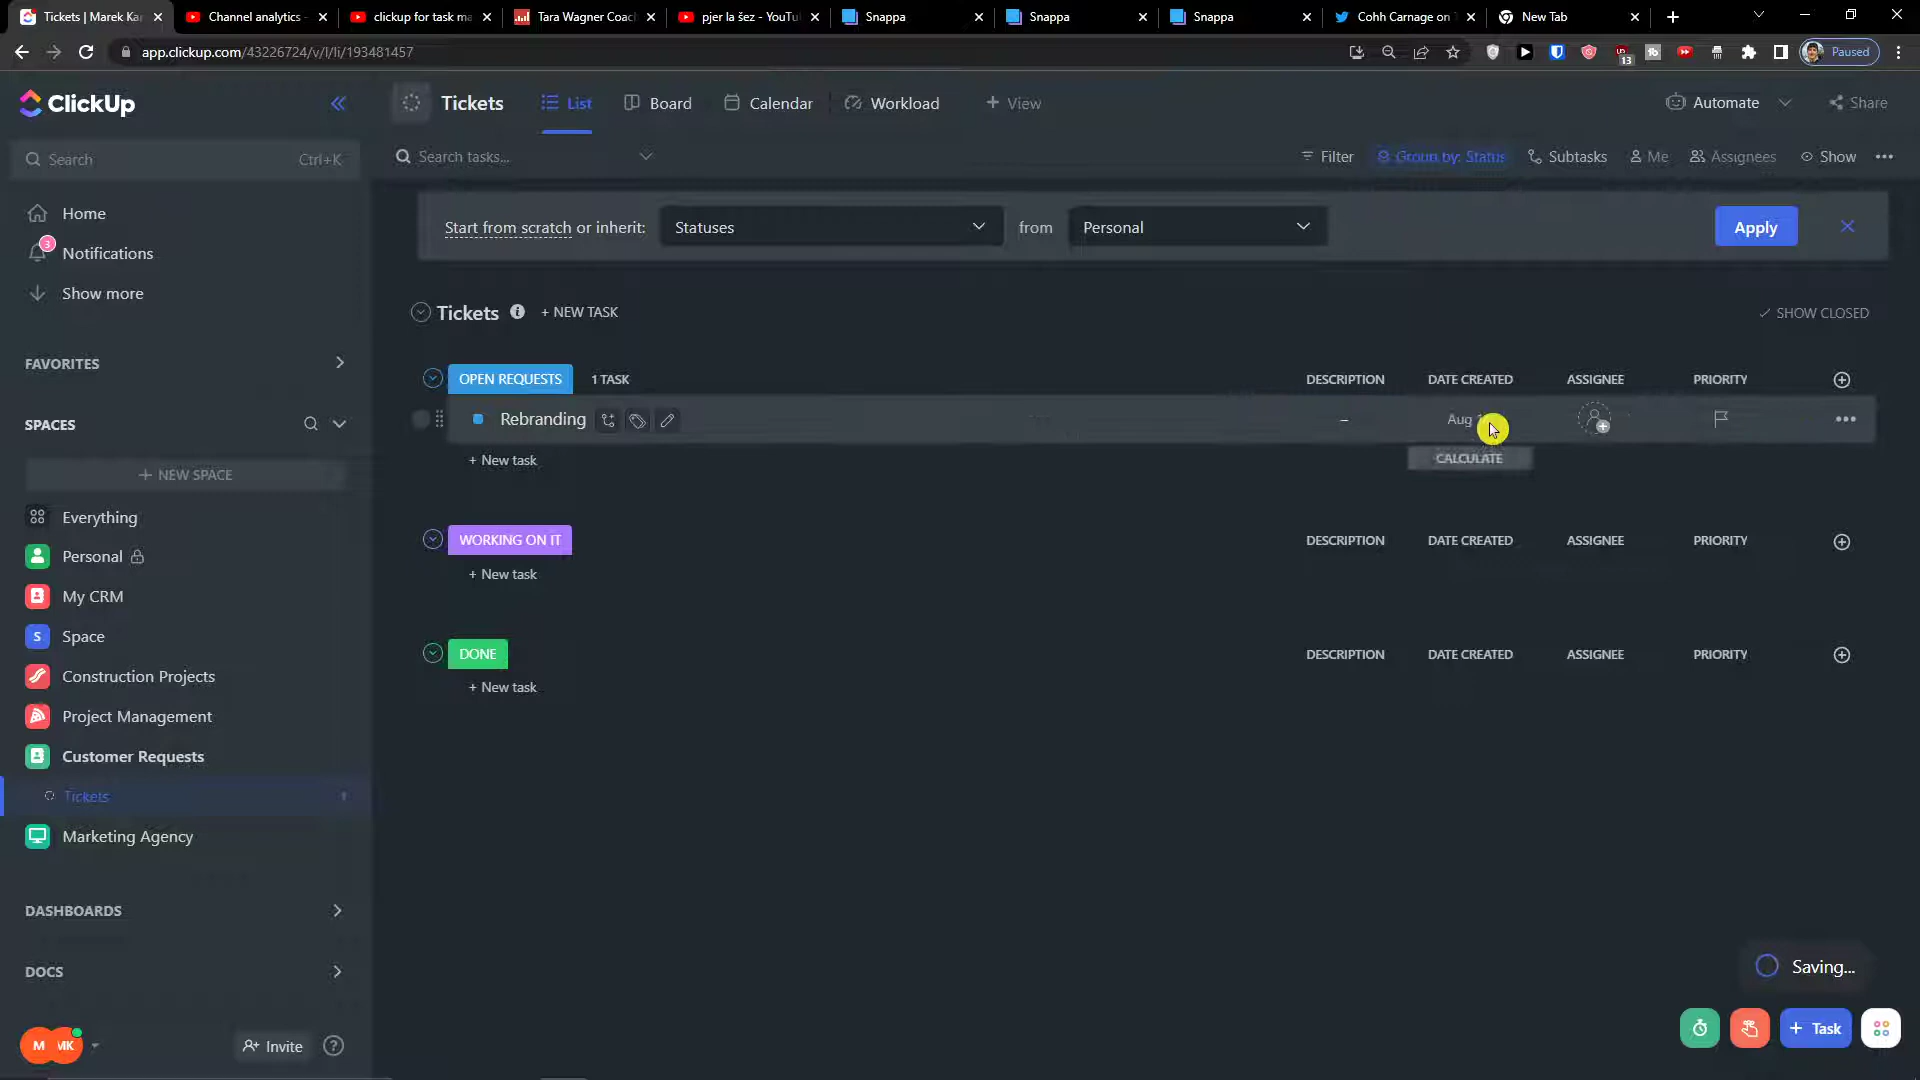 Tickets | Marek Ka
Channel analytics
clickup for task ma
Tara Wagner Coac
pjer la šez - YouTu
Snappa
Snappa
Snappa
Cohh Carnage on
New Tab
app.clickup.com/43226724/v/l/li/193481457
13
Paused
ClickUp
Tickets
List
Board
Calendar
Workload
+ View
Automate
Share
Search
Ctrl+K
Search tasks...
Filter
Group by: Status
Subtasks
Me
Assignees
Show
Home
3
Notifications
Show more
Start from scratch or inherit:
Statuses
from
Personal
Apply
Tickets
+ NEW TASK
SHOW CLOSED
FAVORITES
OPEN REQUESTS
1 TASK
DESCRIPTION
DATE CREATED
ASSIGNEE
PRIORITY
Rebranding
–
Aug
+ New task
CALCULATE
SPACES
+ NEW SPACE
Everything
Personal
My CRM
S
Space
Construction Projects
Project Management
Customer Requests
Tickets
1
Marketing Agency
WORKING ON IT
DESCRIPTION
DATE CREATED
ASSIGNEE
PRIORITY
+ New task
DONE
DESCRIPTION
DATE CREATED
ASSIGNEE
PRIORITY
+ New task
DASHBOARDS
DOCS
Saving...
M
MK
Invite
?
+ Task